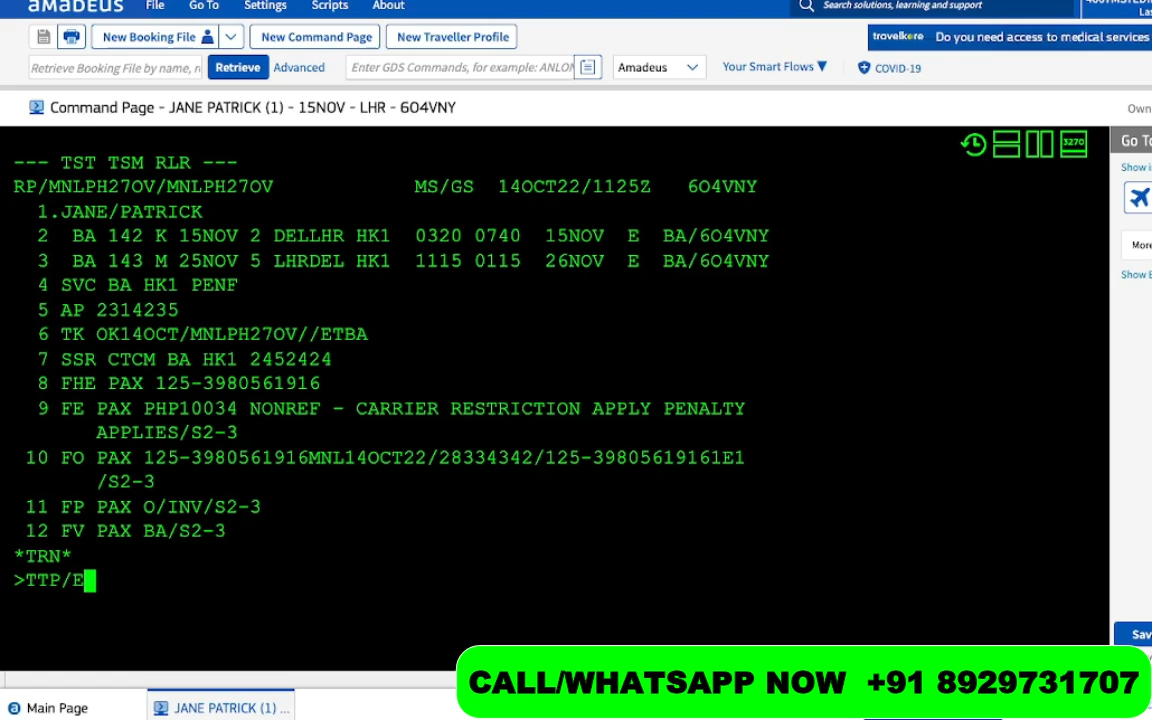 amadeus
File Go To Settings Scripts About
Search solutions, learning and support
New Booking File
New Command Page
New Traveller Profile
travelkore Do you need access to medical services
Retrieve Booking File by name, r
Retrieve
Advanced
Enter GDS Commands, for example: ANLON
Amadeus
Your Smart Flows
COVID-19
Command Page - JANE PATRICK (1) - 15NOV - LHR - 6O4VNY
Own
3270
Go To
--- TST TSM RLR ---
RP/MNLPH27OV/MNLPH27OV MS/GS 14OCT22/1125Z 6O4VNY
1.JANE/PATRICK
2 BA 142 K 15NOV 2 DELLHR HK1 0320 0740 15NOV E BA/6O4VNY
3 BA 143 M 25NOV 5 LHRDEL HK1 1115 0115 26NOV E BA/6O4VNY
4 SVC BA HK1 PENF
5 AP 2314235
6 TK OK14OCT/MNLPH27OV//ETBA
7 SSR CTCM BA HK1 2452424
8 FHE PAX 125-3980561916
9 FE PAX PHP10034 NONREF - CARRIER RESTRICTION APPLY PENALTY
APPLIES/S2-3
10 FO PAX 125-3980561916MNL14OCT22/28334342/125-39805619161E1
/S2-3
11 FP PAX O/INV/S2-3
12 FV PAX BA/S2-3
*TRN*
>TTP/E
Show i
More
Show E
Sav
CALL/WHATSAPP NOW +91 8929731707
Main Page
JANE PATRICK (1) ...